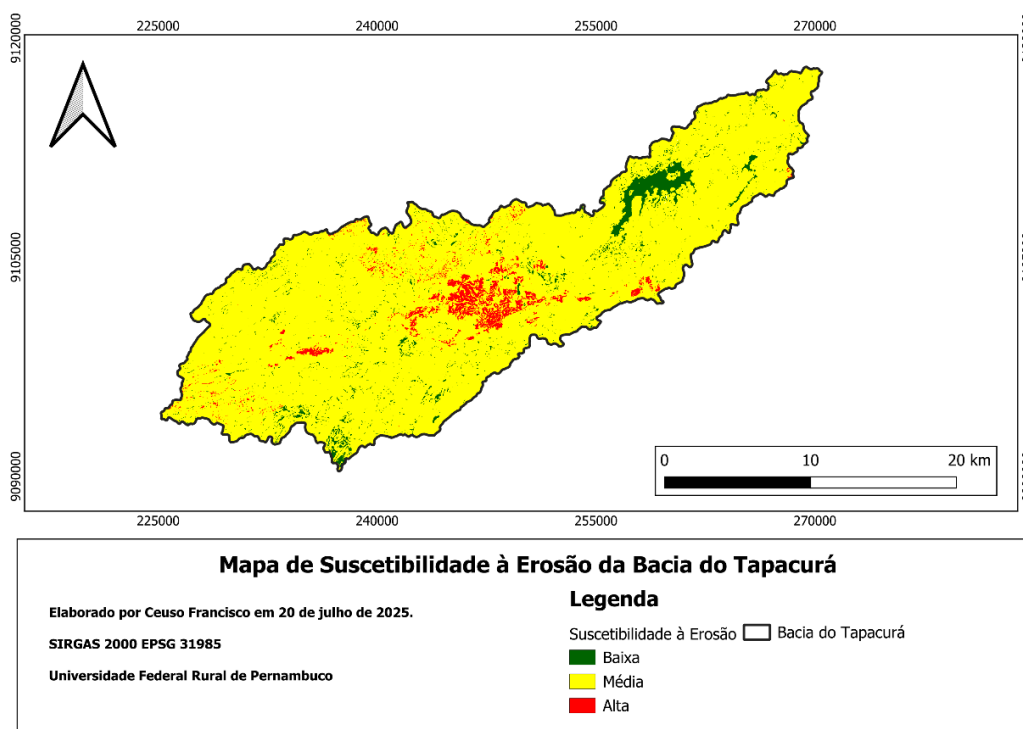 225000 240000 255000 270000
9120000
9105000
9090000
0 10 20 km
225000 240000 255000 270000
Mapa de Suscetibilidade à Erosão da Bacia do Tapacurá
Elaborado por Ceuso Francisco em 20 de julho de 2025.
SIRGAS 2000 EPSG 31985
Universidade Federal Rural de Pernambuco
Legenda
Suscetibilidade à Erosão Bacia do Tapacurá
Baixa
Média
Alta